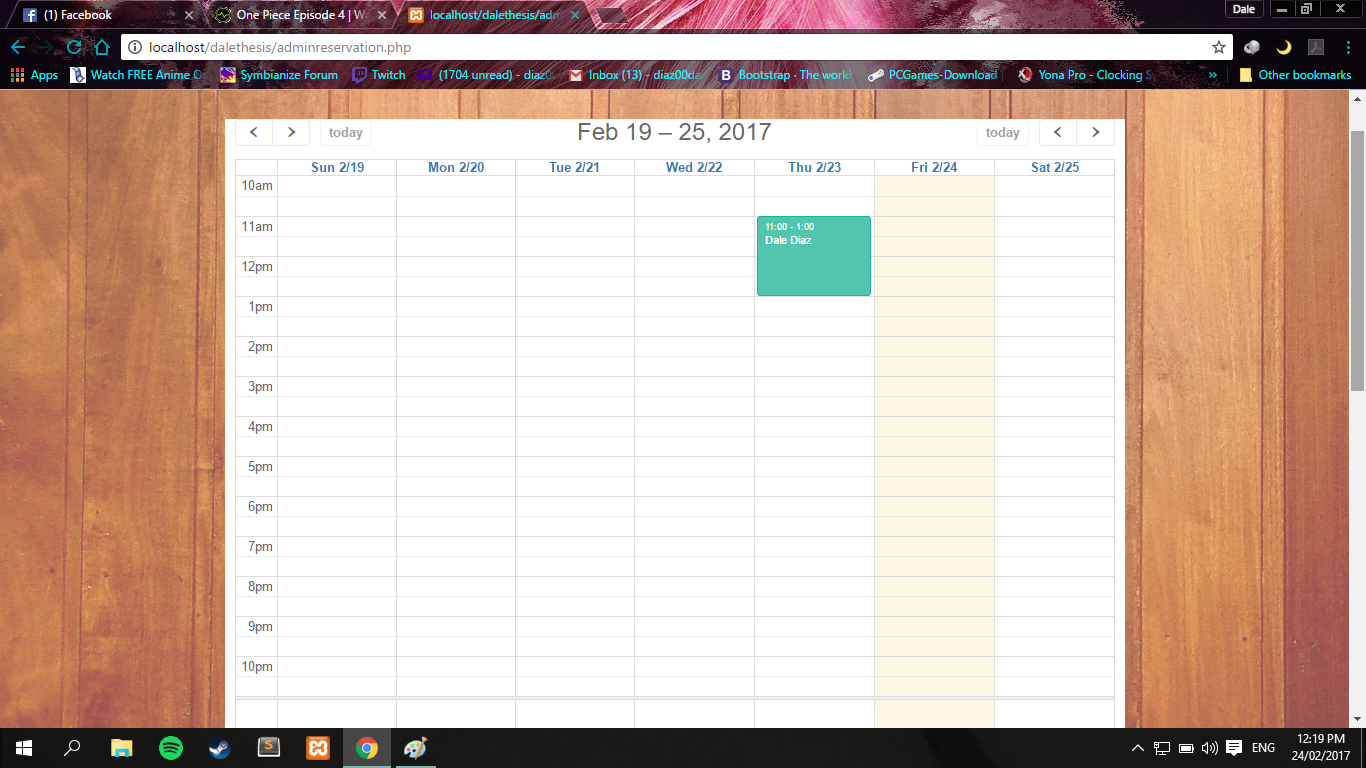 (1) Facebook
One Piece Episode 4 | Wa
localhost/dalethesis/adm
Dale
localhost/dalethesis/adminreservation.php
Apps
Watch FREE Anime O
Symbianize Forum
Twitch
(1704 unread) - diaz0
Inbox (13) - diaz00da
Bootstrap · The world
PCGames-Download
Yona Pro - Clocking S
»
Other bookmarks
today
Feb 19 – 25, 2017
today
Sun 2/19
Mon 2/20
Tue 2/21
Wed 2/22
Thu 2/23
Fri 2/24
Sat 2/25
10am
11am
11:00 - 1:00
Dale Diaz
12pm
1pm
2pm
3pm
4pm
5pm
6pm
7pm
8pm
9pm
10pm
ENG
12:19 PM
24/02/2017